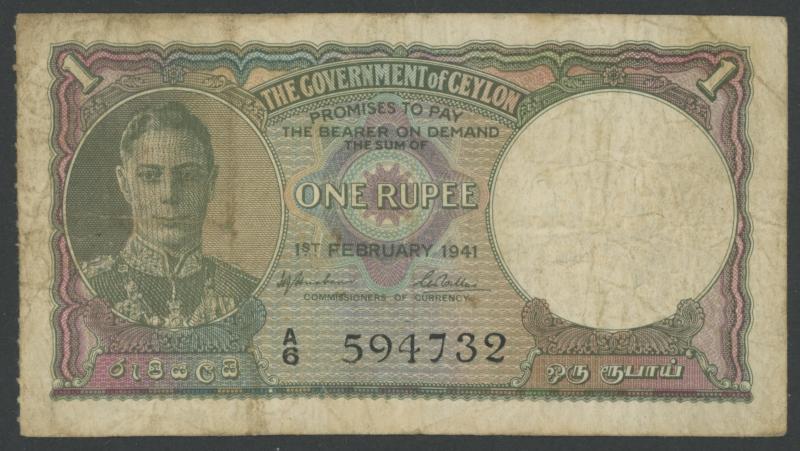 1
1
THE GOVERNMENT of CEYLON
PROMISES TO PAY
THE BEARER ON DEMAND
THE SUM OF
ONE RUPEE
1ST FEBRUARY 1941
COMMISSIONERS OF CURRENCY.
A/6 594732
රුපියලයි
ஒரு ரூபாய்